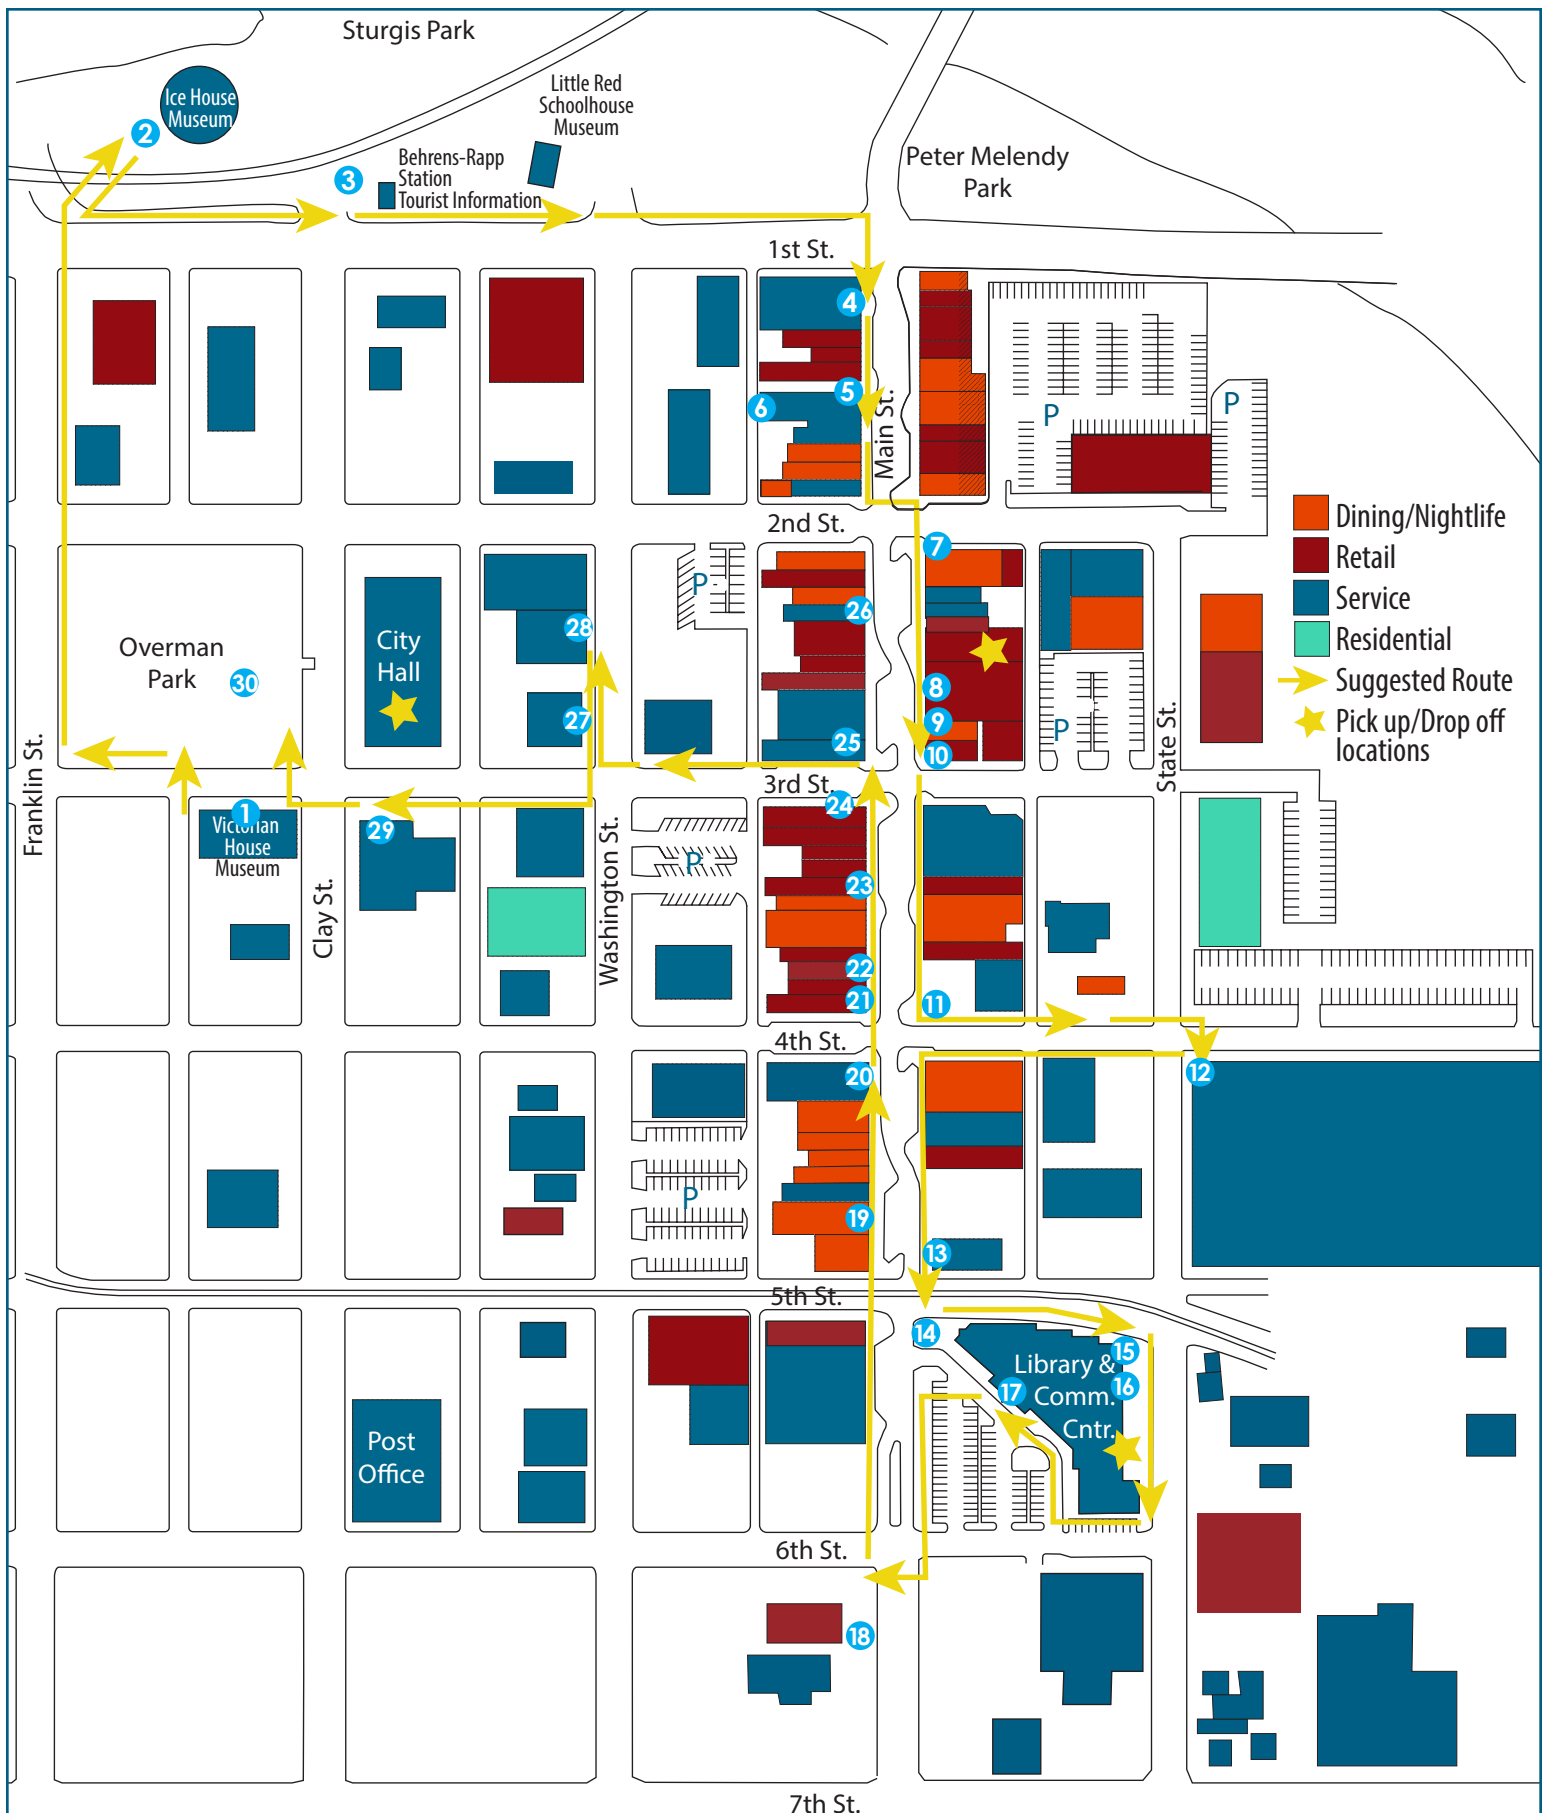 Sturgis Park
Ice House
Museum
2
Little Red
Schoolhouse
Museum
3
Behrens-Rapp
Station
Tourist Information
Peter Melendy
Park
1st St.
4
5
6
Main St.
P
P
2nd St.
Dining/Nightlife
Retail
Service
Residential
Suggested Route
Pick up/Drop off
locations
7
P
26
28
City
Hall
Overman
Park
30
8
27
9
P
25
10
State St.
3rd St.
Franklin St.
1
Victorian
House
Museum
29
24
P
23
Clay St.
Washington St.
22
21
11
4th St.
20
12
P
19
13
5th St.
14
Library &
Comm.
Cntr.
15
16
17
Post
Office
6th St.
18
7th St.